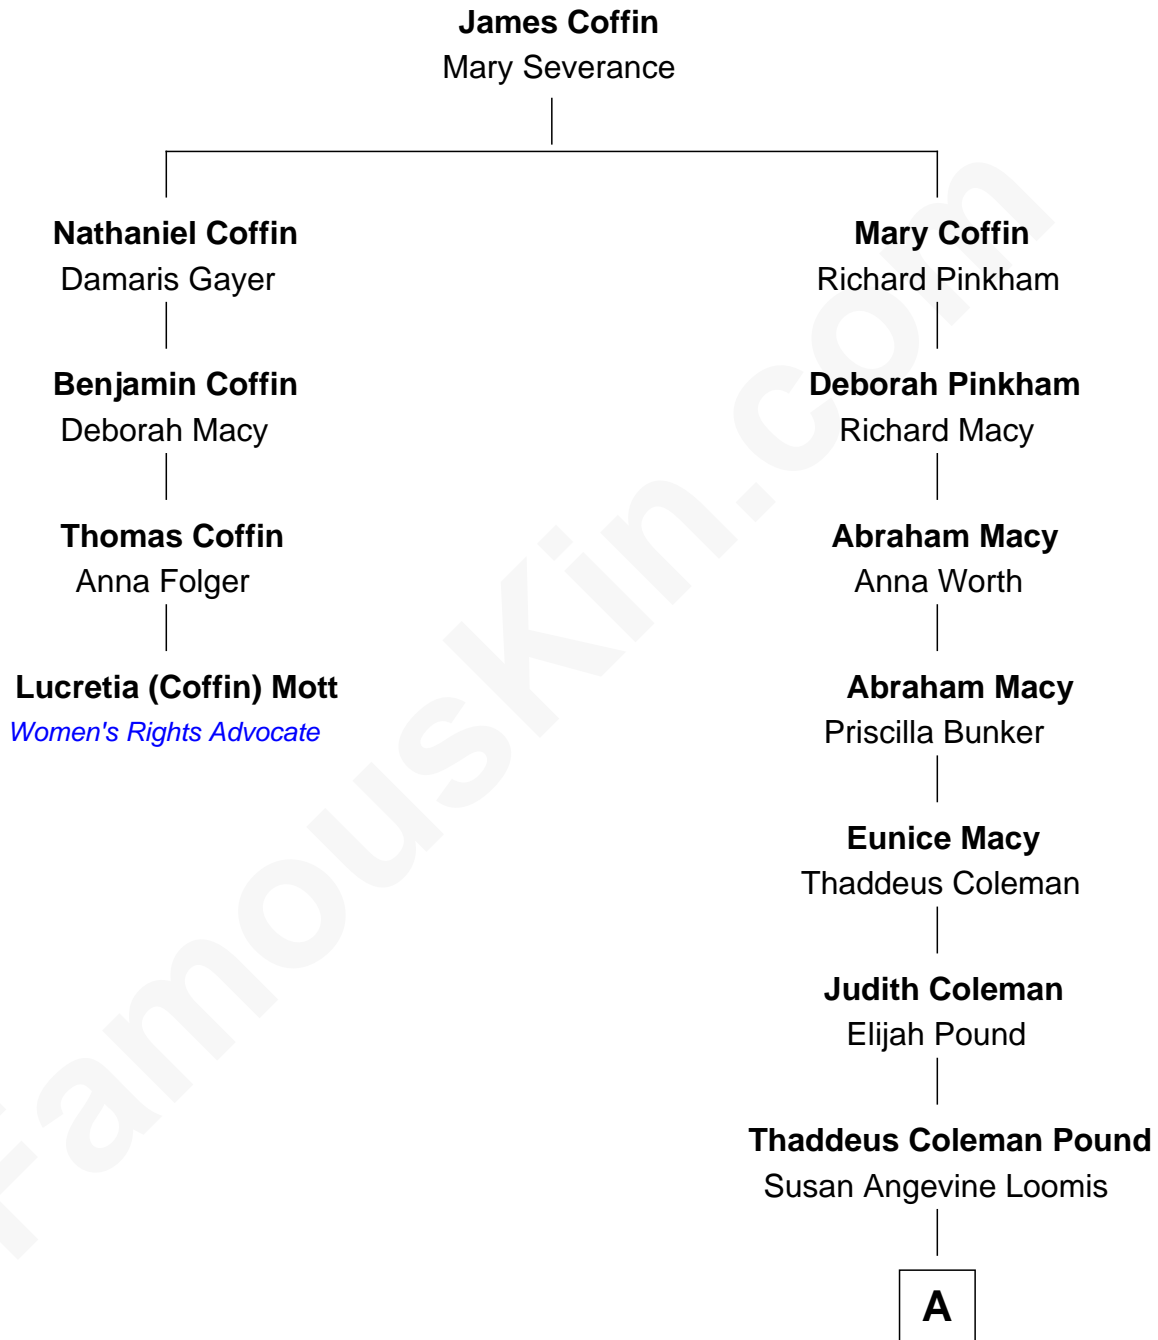 James Coffin
Mary Severance
Nathaniel Coffin
Damaris Gayer
Benjamin Coffin
Deborah Macy
Thomas Coffin
Anna Folger
Lucretia (Coffin) Mott
Women's Rights Advocate
Mary Coffin
Richard Pinkham
Deborah Pinkham
Richard Macy
Abraham Macy
Anna Worth
Abraham Macy
Priscilla Bunker
Eunice Macy
Thaddeus Coleman
Judith Coleman
Elijah Pound
Thaddeus Coleman Pound
Susan Angevine Loomis
A
FamousKin.com